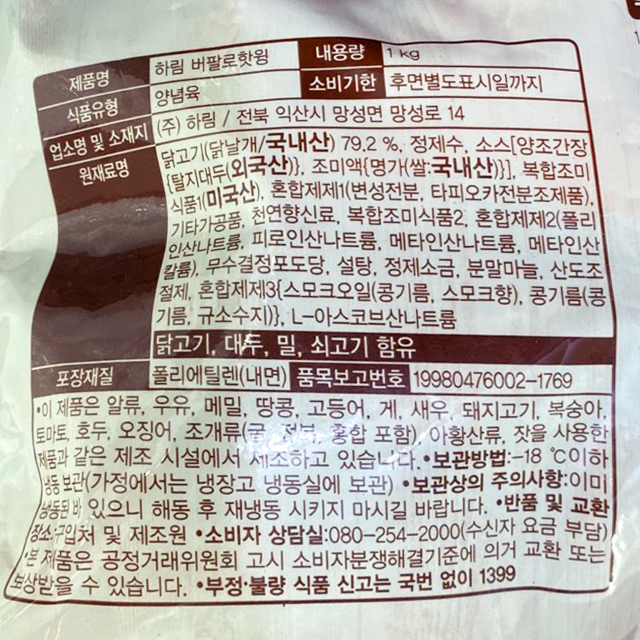 제품명 하림 버팔로핫윙 내용량 1 kg
식품유형 양념육 소비기한 후면별도표시일까지
업소명 및 소재지 (주) 하림 / 전북 익산시 망성면 망성로 14
원재료명 닭고기(닭날개/국내산) 79.2 %, 정제수, 소스[양조간장
{탈지대두(외국산)}, 조미액{명가(쌀:국내산)}], 복합조미
식품1(미국산), 혼합제제1(변성전분, 타피오카전분조제품),
기타가공품, 천연향신료, 복합조미식품2, 혼합제제2(폴리
인산나트륨, 피로인산나트륨, 메타인산나트륨, 메타인산
칼륨), 무수결정포도당, 설탕, 정제소금, 분말마늘, 산도조
절제, 혼합제제3{스모크오일(콩기름, 스모크향), 콩기름(콩
기름, 규소수지)}, L-아스코브산나트륨
닭고기, 대두, 밀, 쇠고기 함유
포장재질 폴리에틸렌(내면) 품목보고번호 19980476002-1769
•이 제품은 알류, 우유, 메밀, 땅콩, 고등어, 게, 새우, 돼지고기, 복숭아,
토마토, 호두, 오징어, 조개류(굴, 전복, 홍합 포함), 아황산류, 잣을 사용한
제품과 같은 제조 시설에서 제조하고 있습니다. •보관방법:-18 ℃이하
냉동 보관(가정에서는 냉장고 냉동실에 보관) •보관상의 주의사항:이미
냉동된 바 있으니 해동 후 재냉동 시키지 마시길 바랍니다. •반품 및 교환
장소:구입처 및 제조원 •소비자 상담실:080-254-2000(수신자 요금 부담)
•본 제품은 공정거래위원회 고시 소비자분쟁해결기준에 의거 교환 또는
보상받을 수 있습니다. •부정·불량 식품 신고는 국번 없이 1399